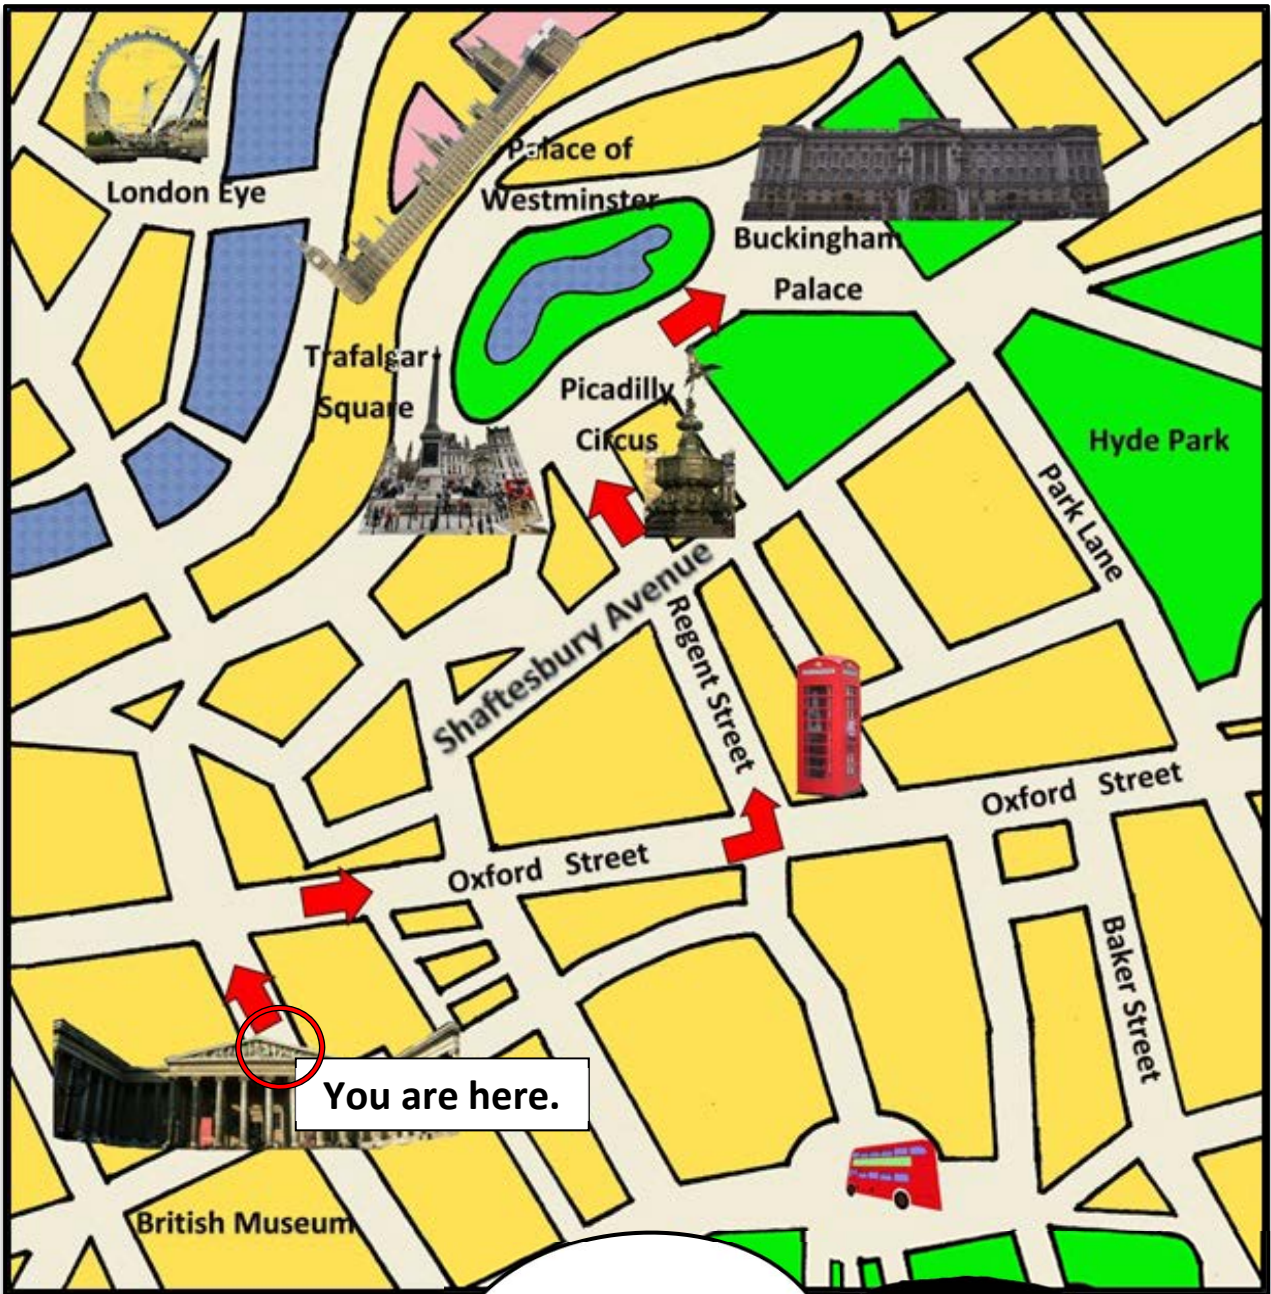 London Eye
Palace of
Westminster
Buckingham
Palace
Trafalgar
Square
Picadilly
Circus
Hyde Park
Park Lane
Shaftesbury Avenue
Regent Street
Oxford Street
Oxford Street
Baker Street
You are here.
British Museum